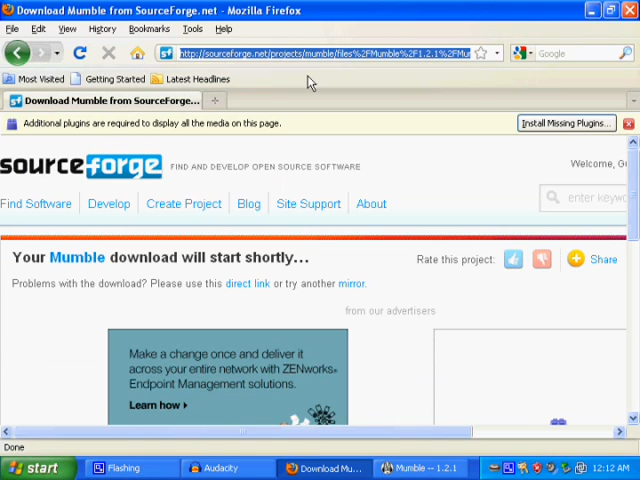 Download Mumble from SourceForge.net - Mozilla Firefox
File Edit View History Bookmarks Tools Help
http://sourceforge.net/projects/mumble/files%2FMumble%2F1.2.1%2FMu
Google
Most Visited Getting Started Latest Headlines
Download Mumble from SourceForge...
Additional plugins are required to display all the media on this page.
Install Missing Plugins...
sourceforge FIND AND DEVELOP OPEN SOURCE SOFTWARE
Welcome, Gu
Find Software Develop Create Project Blog Site Support About
enter keywo
Your Mumble download will start shortly...
Rate this project: Share
Problems with the download? Please use this direct link or try another mirror.
from our advertisers
Make a change once and deliver it
across your entire network with ZENworks®
Endpoint Management solutions.
Learn how
Done
start Flashing Audacity Download Mu... Mumble -- 1.2.1 12:12 AM